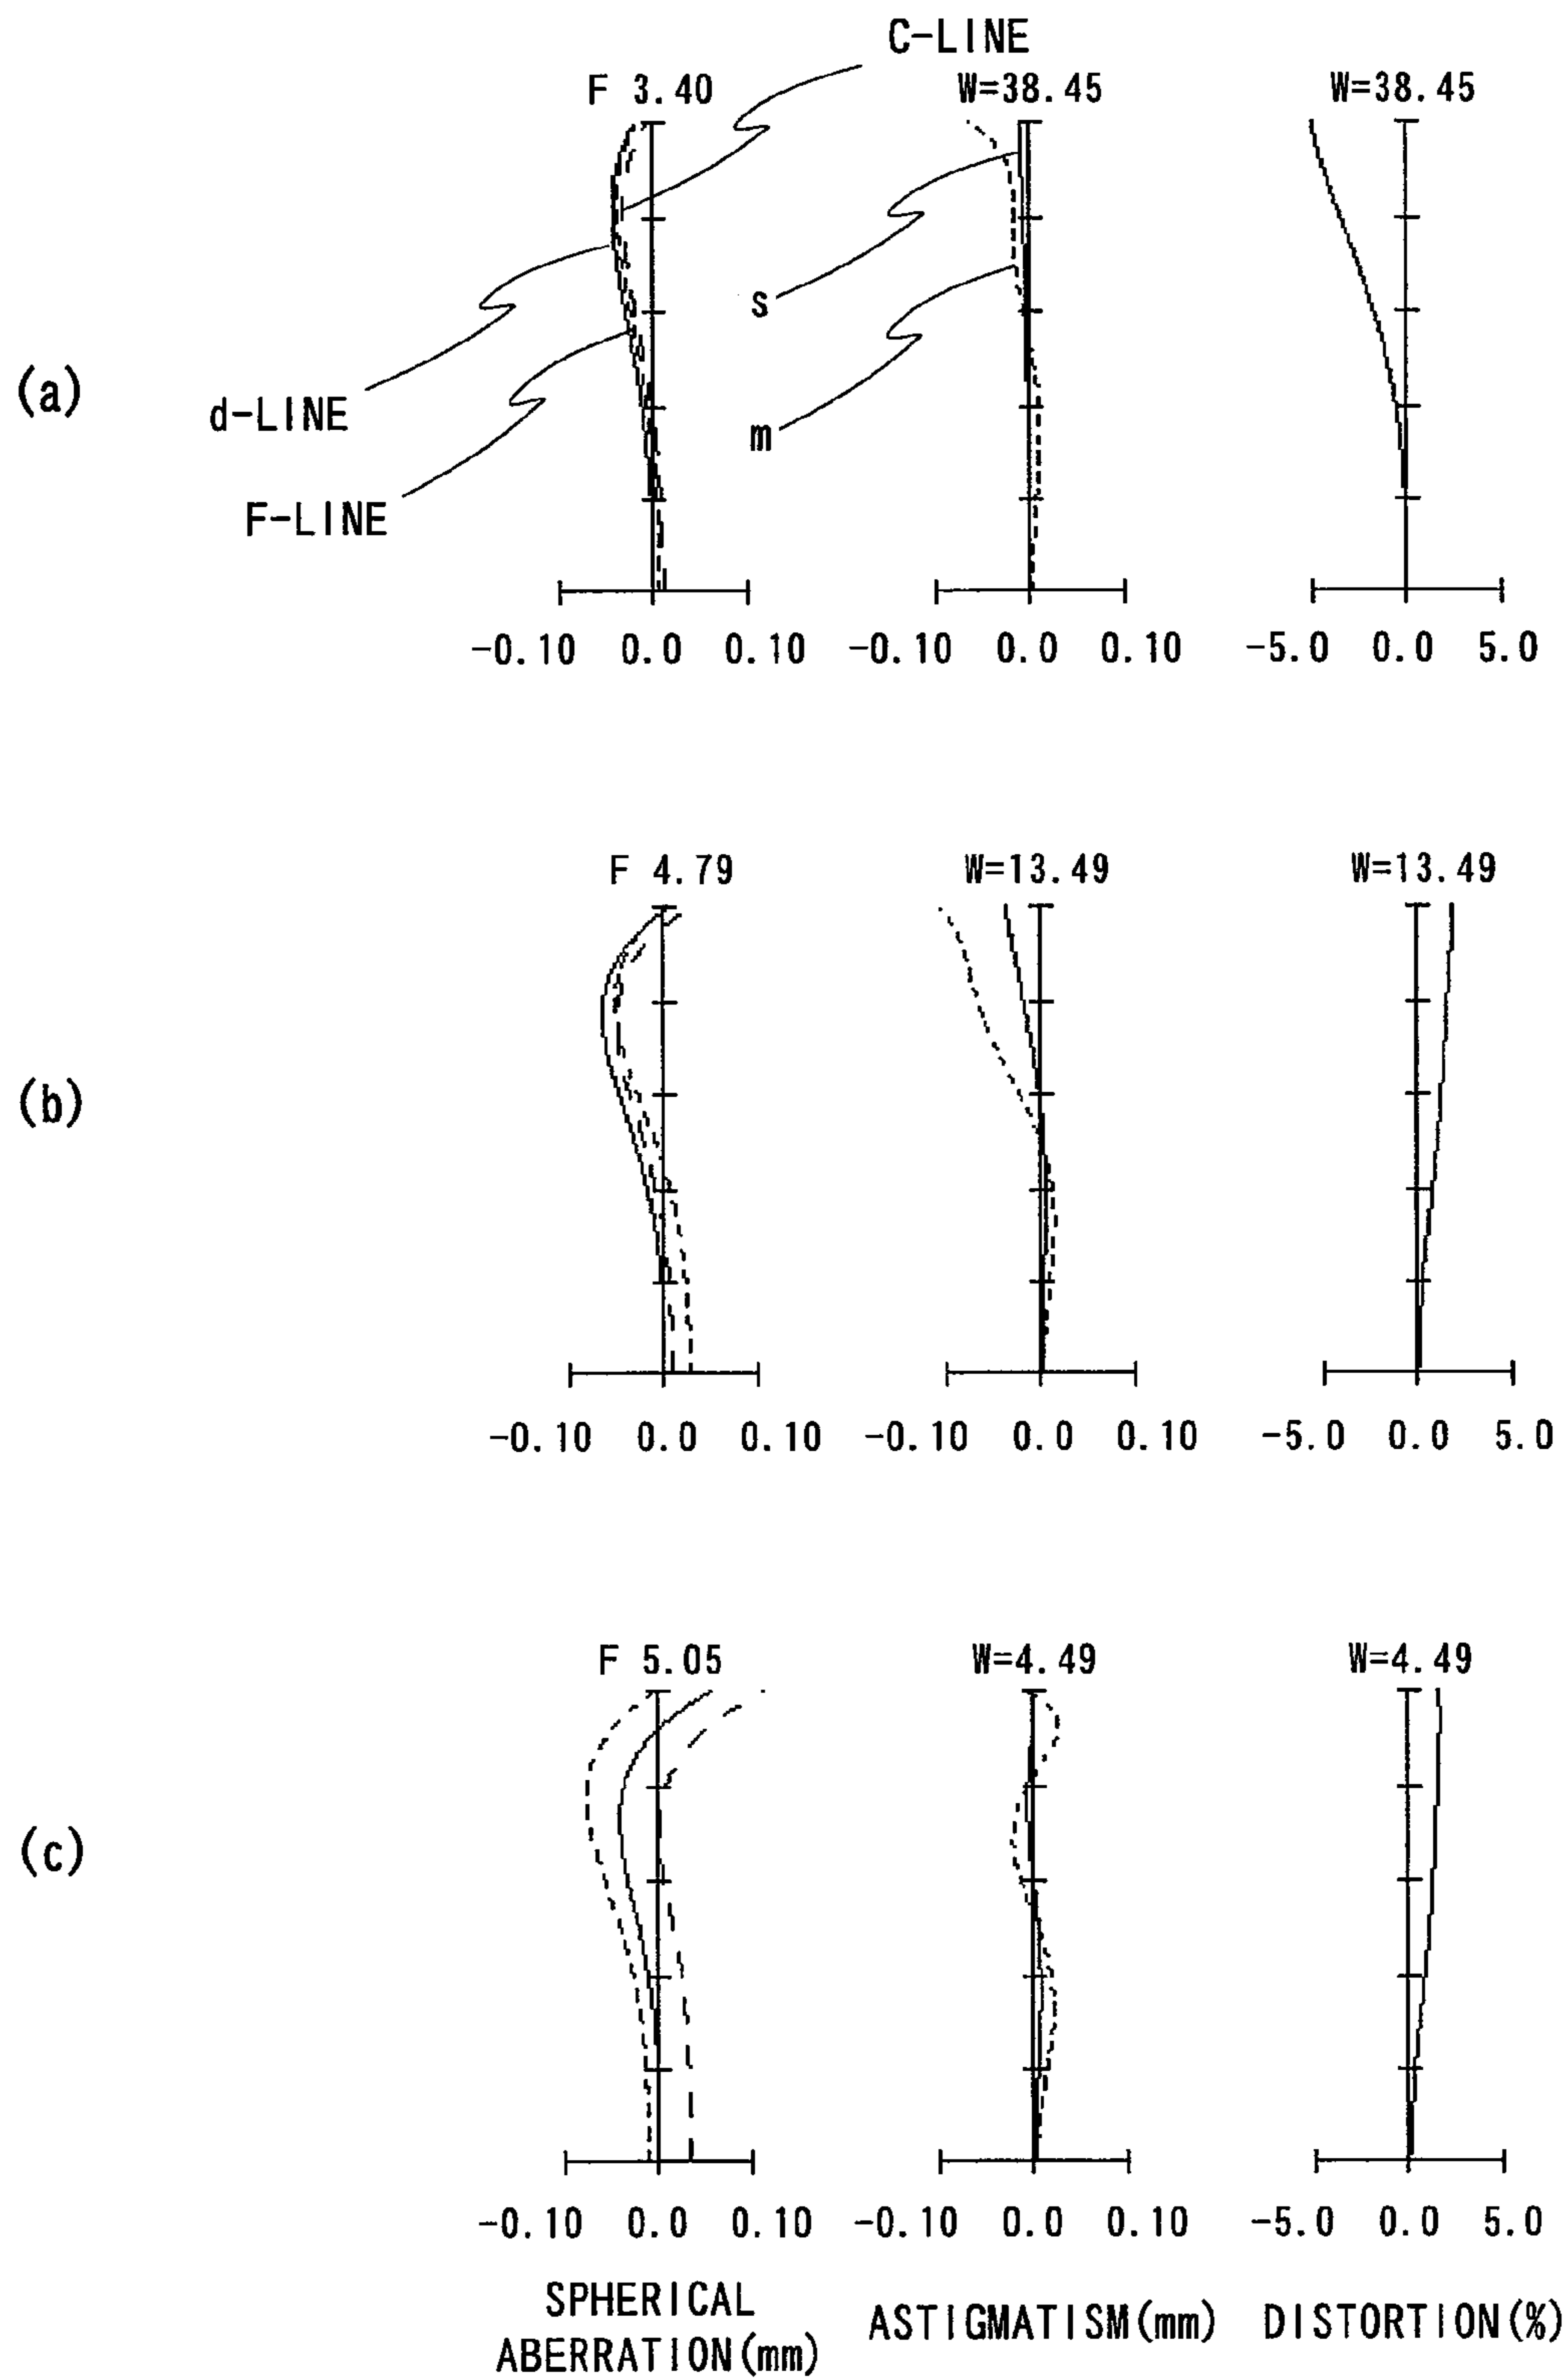 C-LINE
F 3.40
W=38.45
W=38.45
s
(a)
d-LINE
m
F-LINE
-0.10 0.0 0.10
-0.10 0.0 0.10
-5.0 0.0 5.0
F 4.79
W=13.49
W=13.49
(b)
-0.10 0.0 0.10
-0.10 0.0 0.10
-5.0 0.0 5.0
F 5.05
W=4.49
W=4.49
(c)
-0.10 0.0 0.10
-0.10 0.0 0.10
-5.0 0.0 5.0
SPHERICAL
ABERRATION(mm)
ASTIGMATISM(mm)
DISTORTION(%)